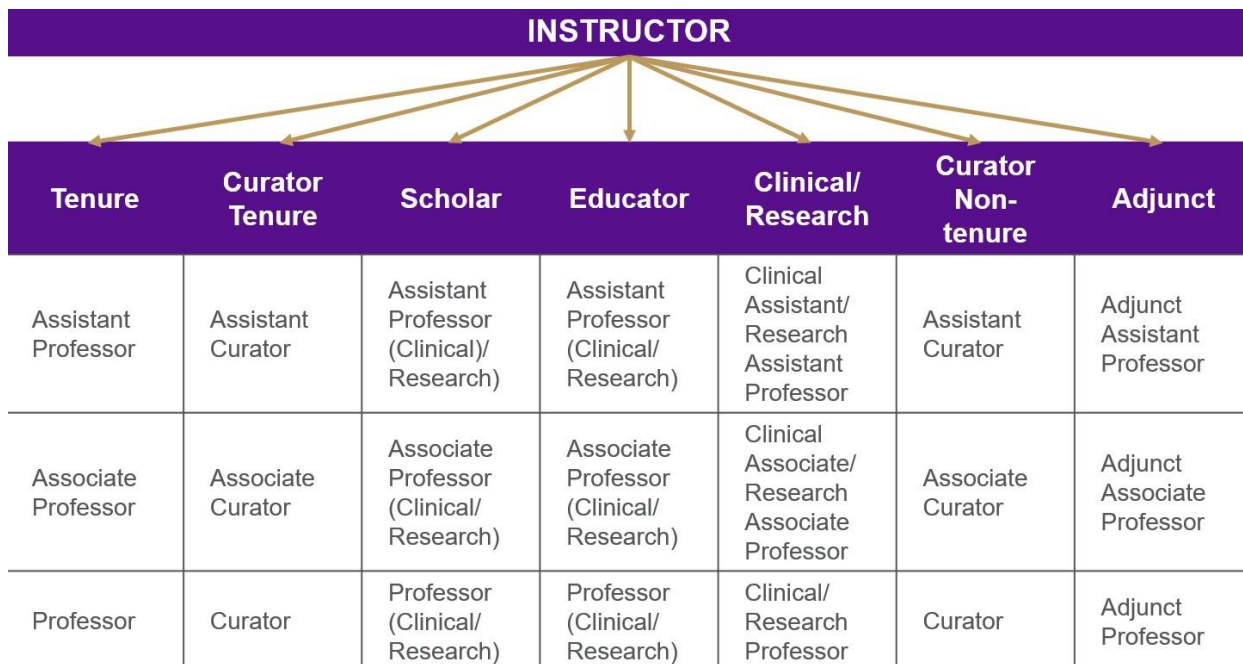 INSTRUCTOR
Tenure
Curator
Tenure
Scholar
Educator
Clinical/
Research
Curator
Non-
tenure
Adjunct
Assistant
Professor
Assistant
Curator
Assistant
Professor
(Clinical)/
Research)
Assistant
Professor
(Clinical/
Research)
Clinical
Assistant/
Research
Assistant
Professor
Assistant
Curator
Adjunct
Assistant
Professor
Associate
Professor
Associate
Curator
Associate
Professor
(Clinical/
Research)
Associate
Professor
(Clinical/
Research)
Clinical
Associate/
Research
Associate
Professor
Associate
Curator
Adjunct
Associate
Professor
Professor
Curator
Professor
(Clinical/
Research)
Professor
(Clinical/
Research)
Clinical/
Research
Professor
Curator
Adjunct
Professor